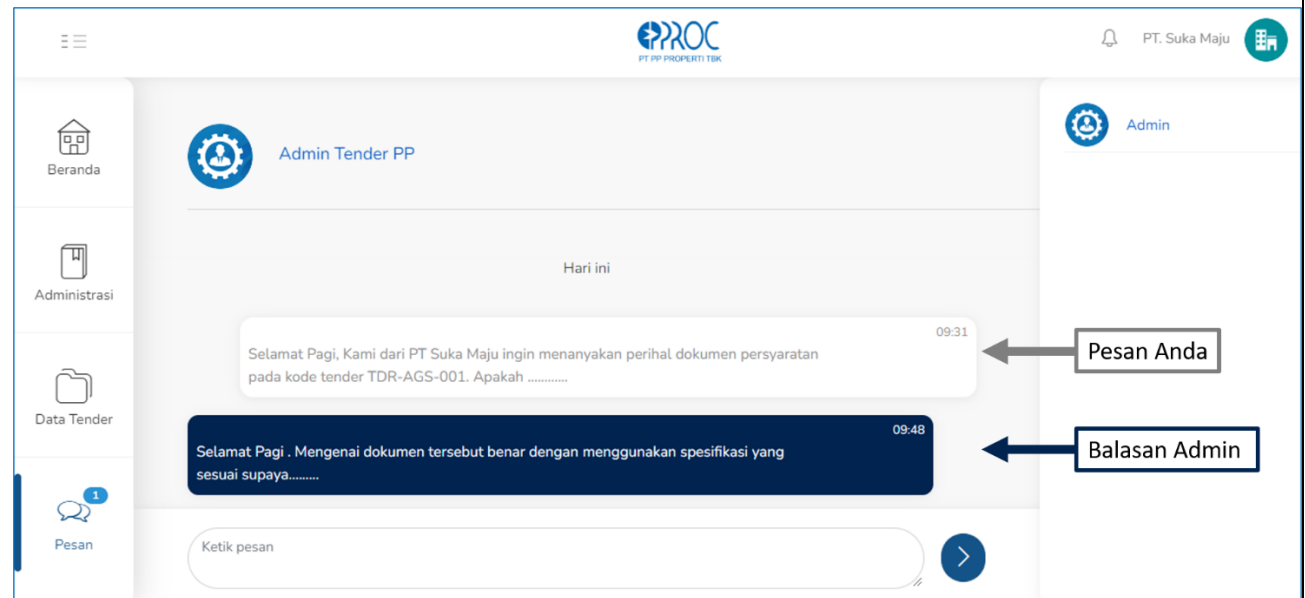 EPROC
PT PP PROPERTI TBK
PT. Suka Maju
Beranda
Administrasi
Data Tender
1
Pesan
Admin Tender PP
Admin
Hari ini
09:31
Selamat Pagi, Kami dari PT Suka Maju ingin menanyakan perihal dokumen persyaratan
pada kode tender TDR-AGS-001. Apakah ............
Pesan Anda
09:48
Selamat Pagi . Mengenai dokumen tersebut benar dengan menggunakan spesifikasi yang
sesuai supaya.........
Balasan Admin
Ketik pesan